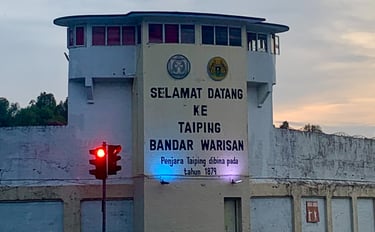 SELAMAT DATANG
KE
TAIPING
BANDAR WARISAN
Penjara Taiping dibina pada
tahun 1879